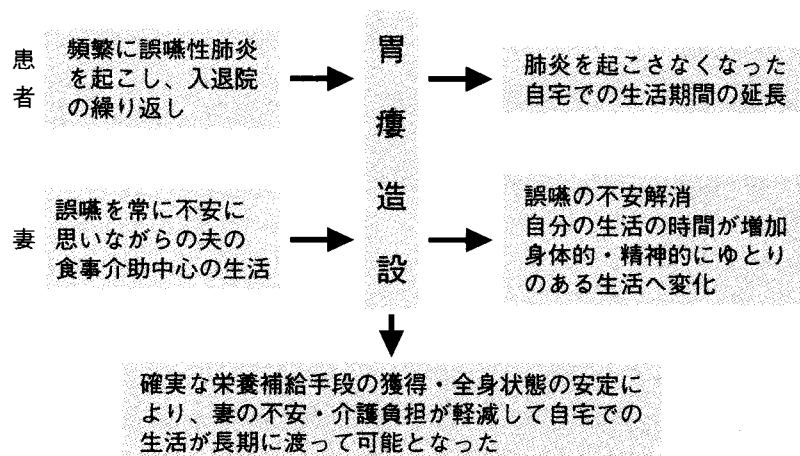 患者
頻繁に誤嚥性肺炎
を起こし、入退院
の繰り返し
胃瘻造設
肺炎を起こさなくなった
自宅での生活期間の延長
妻
誤嚥を常に不安に
思いながらの夫の
食事介助中心の生活
誤嚥の不安解消
自分の生活の時間が増加
身体的・精神的にゆとり
のある生活へ変化
確実な栄養補給手段の獲得・全身状態の安定に
より、妻の不安・介護負担が軽減して自宅での
生活が長期に渡って可能となった